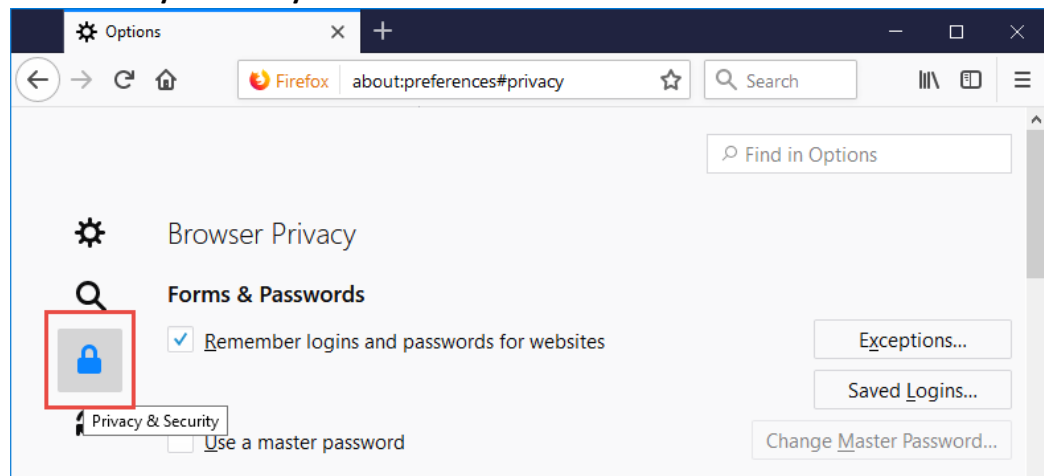 Options
Firefox about:preferences#privacy Search
Find in Options
Browser Privacy
Forms & Passwords
Remember logins and passwords for websites Exceptions...
Saved Logins...
Privacy & Security
Use a master password Change Master Password...